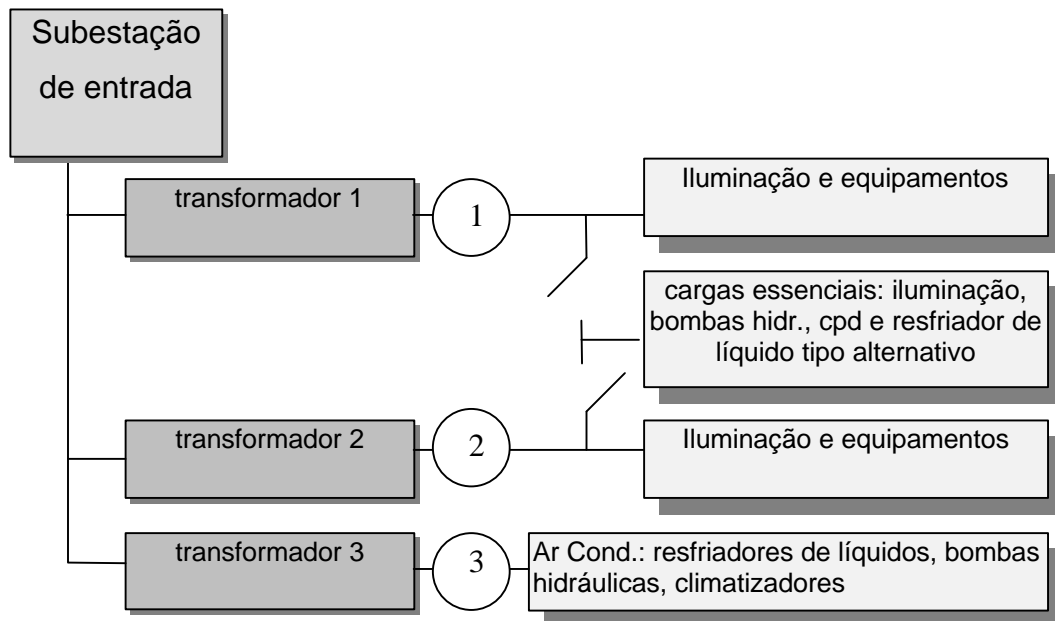 Subestação
de entrada
transformador 1
1
Iluminação e equipamentos
cargas essenciais: iluminação,
bombas hidr., cpd e resfriador de
líquido tipo alternativo
transformador 2
2
Iluminação e equipamentos
transformador 3
3
Ar Cond.: resfriadores de líquidos, bombas
hidráulicas, climatizadores